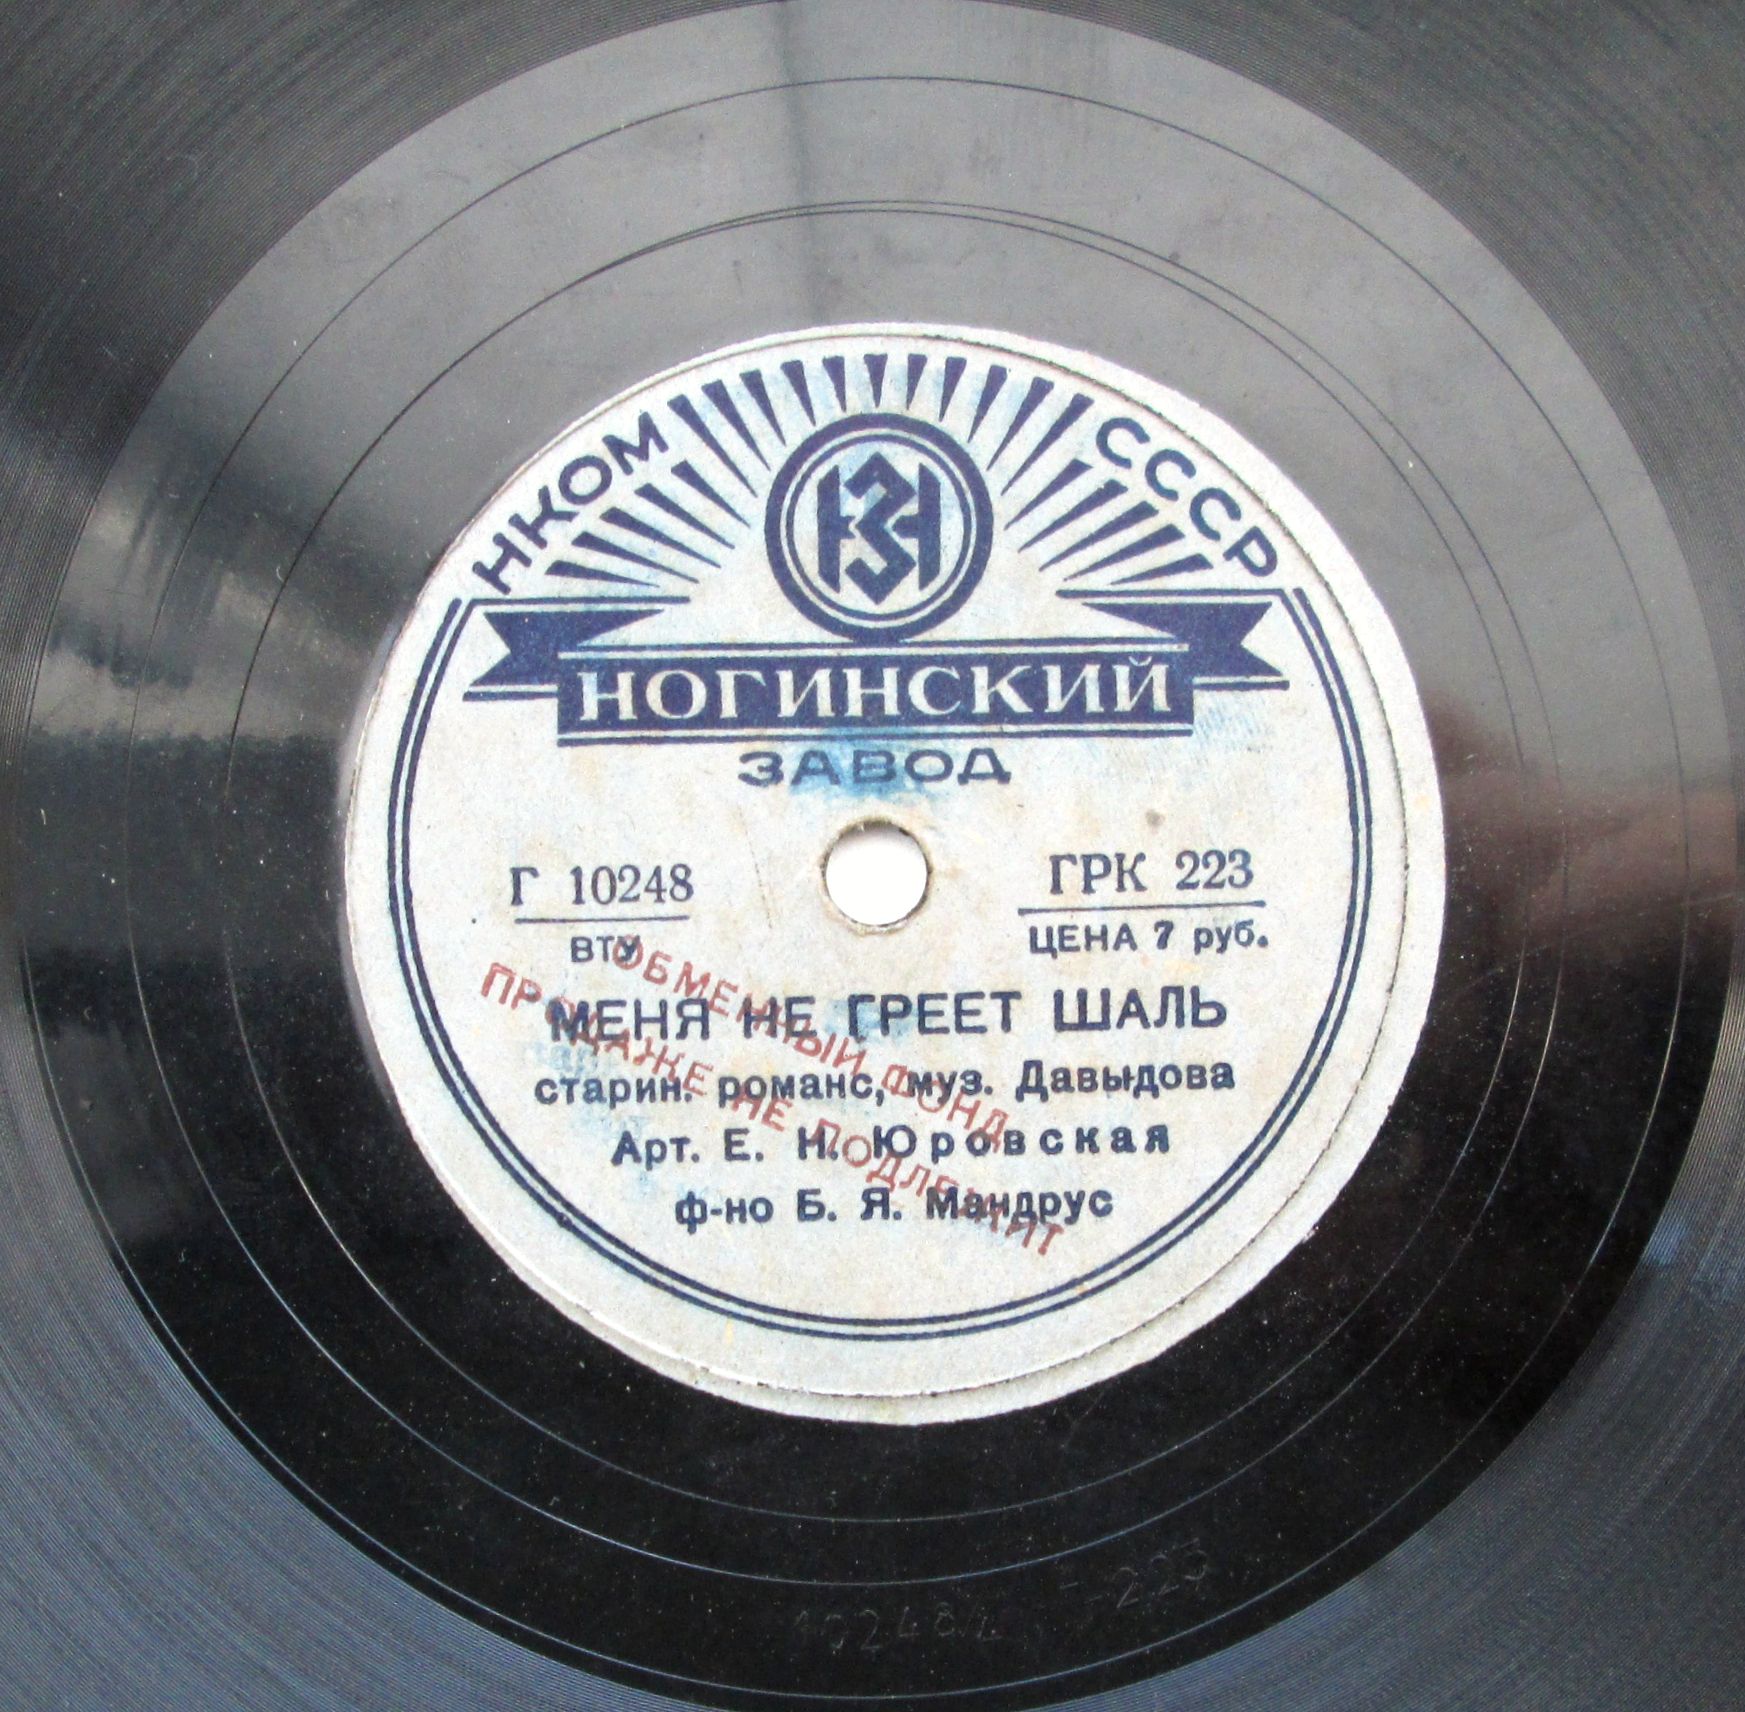 НКОМ СССР
НЗН
НОГИНСКИЙ
ЗАВОД
Г 10248
ГРК 223
ВТУ
ЦЕНА 7 руб.
ОБМЕННЫЙ ФОНД
ПРОДАЖЕ НЕ ПОДЛЕЖИТ
МЕНЯ НЕ ГРЕЕТ ШАЛЬ
старин. романс, муз. Давыдова
Арт. Е. Н. Юровская
ф-но Б. Я. Мандрус